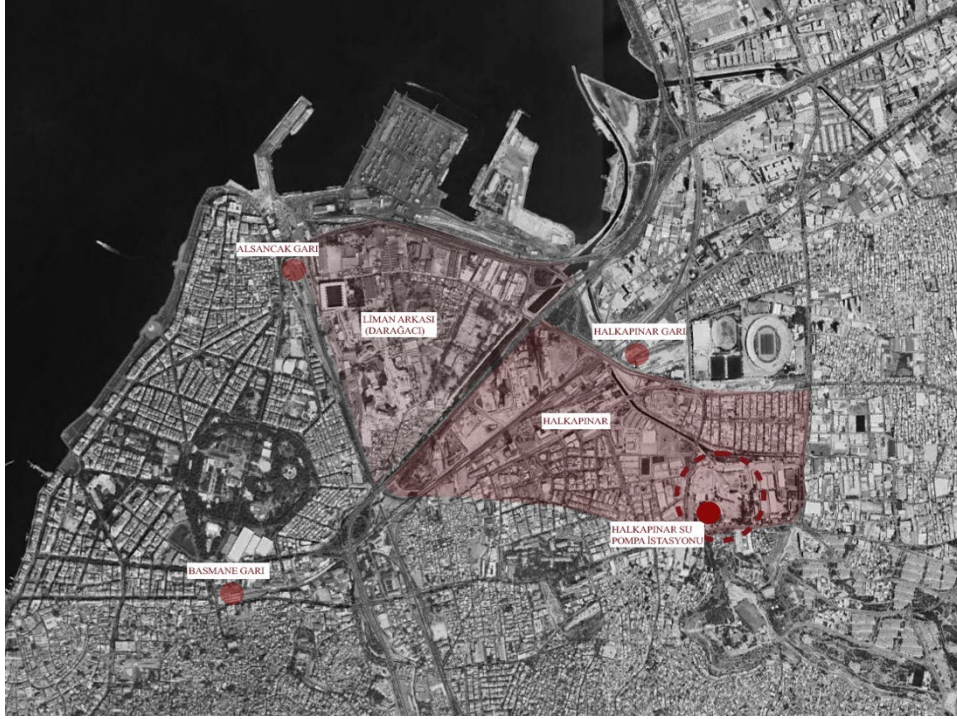 ALSANCAK GARI
LİMAN ARKASI
(DARAĞACI)
HALKAPINAR GARI
HALKAPINAR
HALKAPINAR SU
POMPA İSTASYONU
BASMANE GARI